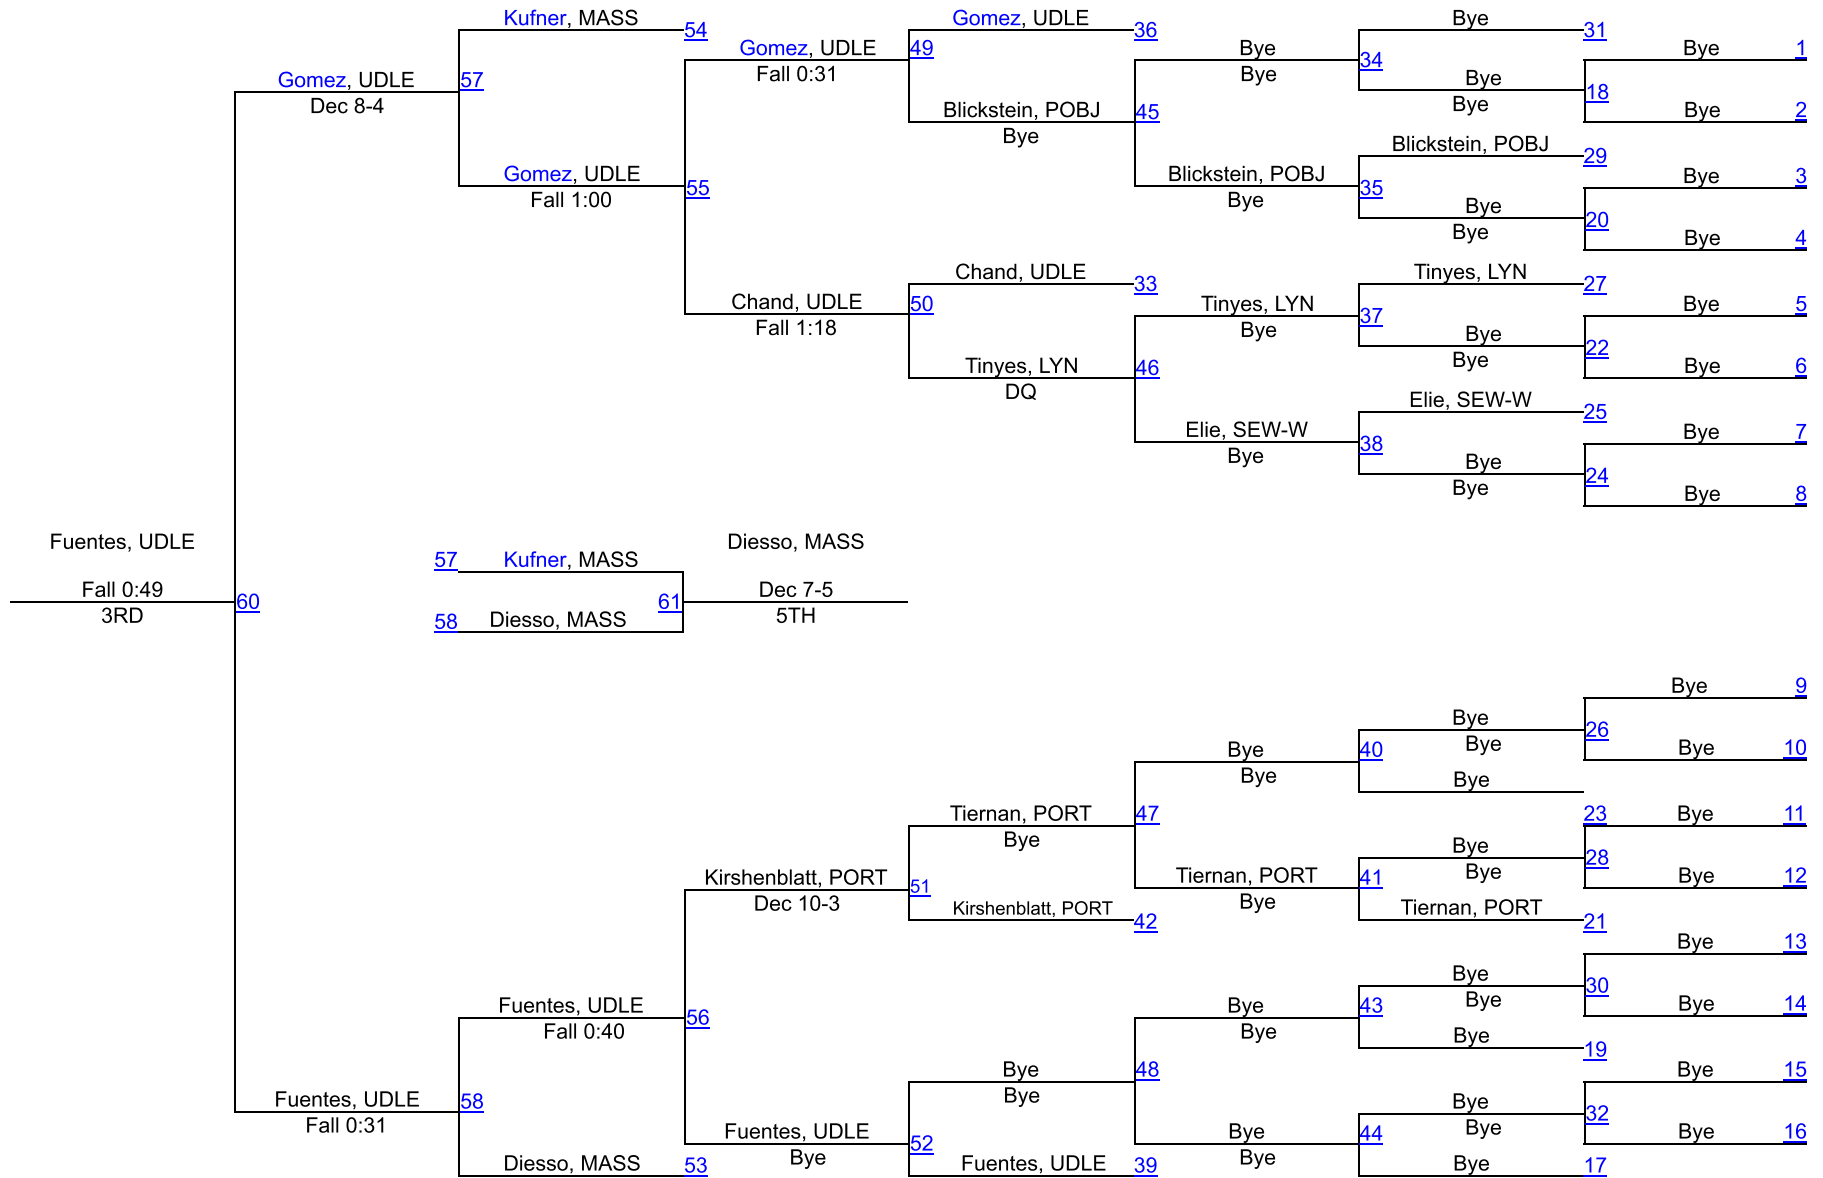 Kufner, MASS
54
Gomez, UDLE
36
Bye
31
Gomez, UDLE
49
Bye
34
Bye
1
Fall 0:31
Bye
Gomez, UDLE
57
Bye
18
Dec 8-4
Bye
Blickstein, POBJ
45
Bye
2
Bye
Blickstein, POBJ
29
Gomez, UDLE
55
Blickstein, POBJ
35
Bye
3
Fall 1:00
Bye
Bye
20
Bye
Bye
4
Chand, UDLE
33
Tinyes, LYN
27
Chand, UDLE
50
Tinyes, LYN
37
Bye
5
Fall 1:18
Bye
Bye
22
Bye
Tinyes, LYN
46
Bye
6
DQ
Elie, SEW-W
25
Elie, SEW-W
38
Bye
7
Bye
Bye
24
Bye
Bye
8
Fuentes, UDLE
Diesso, MASS
57
Kufner, MASS
Fall 0:49
60
61
Dec 7-5
3RD
58
Diesso, MASS
5TH
Bye
9
Bye
26
Bye
Bye
40
Bye
10
Bye
Bye
Tiernan, PORT
47
23
Bye
11
Bye
Bye
28
Bye
Kirshenblatt, PORT
51
Tiernan, PORT
41
Bye
12
Dec 10-3
Bye
Kirshenblatt, PORT
42
Tiernan, PORT
21
Bye
13
Bye
30
Bye
Fuentes, UDLE
56
Bye
43
Bye
14
Fall 0:40
Bye
Bye
19
Bye
48
Bye
15
Bye
Fuentes, UDLE
58
Bye
32
Fall 0:31
Bye
Fuentes, UDLE
52
Bye
44
Bye
16
Bye
Bye
Diesso, MASS
53
Fuentes, UDLE
39
Bye
17